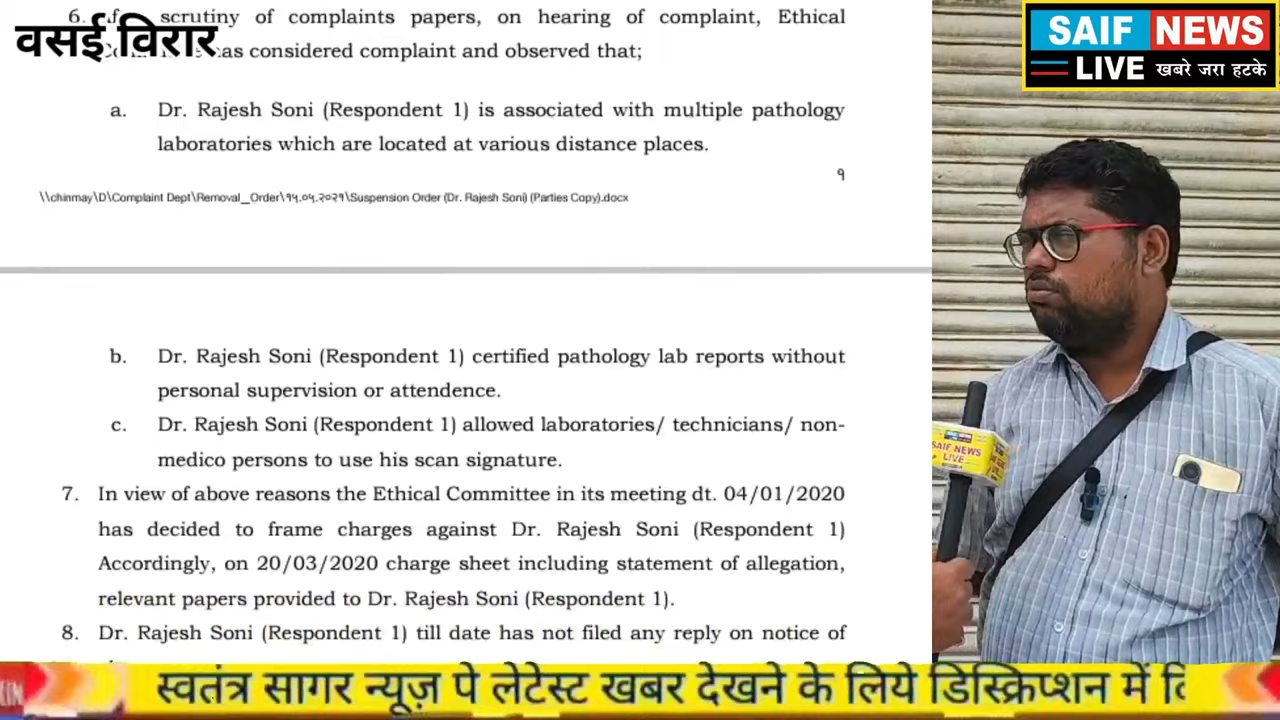 6. scrutiny of complaints papers, on hearing of complaint, Ethical
वसई विरार
has considered complaint and observed that;
a. Dr. Rajesh Soni (Respondent 1) is associated with multiple pathology
laboratories which are located at various distance places.
१
\\chinmay\D\Complaint Dept\Removal_Order\१५.०५.२०२१\Suspension Order (Dr. Rajesh Soni) (Parties Copy).docx
b. Dr. Rajesh Soni (Respondent 1) certified pathology lab reports without
personal supervision or attendence.
c. Dr. Rajesh Soni (Respondent 1) allowed laboratories/ technicians/ non-
medico persons to use his scan signature.
7. In view of above reasons the Ethical Committee in its meeting dt. 04/01/2020
has decided to frame charges against Dr. Rajesh Soni (Respondent 1)
Accordingly, on 20/03/2020 charge sheet including statement of allegation,
relevant papers provided to Dr. Rajesh Soni (Respondent 1).
8. Dr. Rajesh Soni (Respondent 1) till date has not filed any reply on notice of
SAIF NEWS
LIVE खबरे जरा हटके
SAIF NEWS
LIVE
स्वतंत्र सागर न्यूज़ पे लेटेस्ट खबर देखने के लिये डिस्क्रिप्शन में